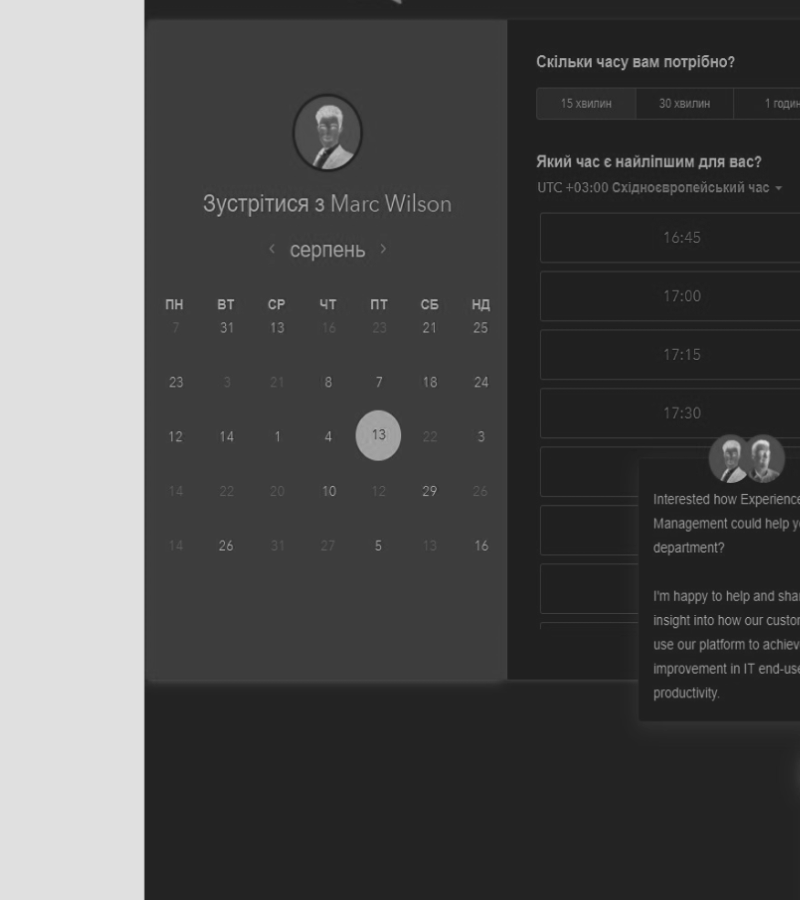 Зустрітися з Marc Wilson
серпень
ПН ВТ СР ЧТ ПТ СБ НД
7 31 13 16 23 21 25
23 3 21 8 7 18 24
12 14 1 4 13 22 3
14 22 20 10 12 29 26
14 26 31 27 5 13 16
Скільки часу вам потрібно?
15 хвилин 30 хвилин 1 годин
Який час є найліпшим для вас?
UTC +03:00 Східноєвропейський час
16:45
17:00
17:15
17:30
Interested how Experience
Management could help
department?
I'm happy to help and
insight into how our
use our platform to
improvement in IT
productivity.